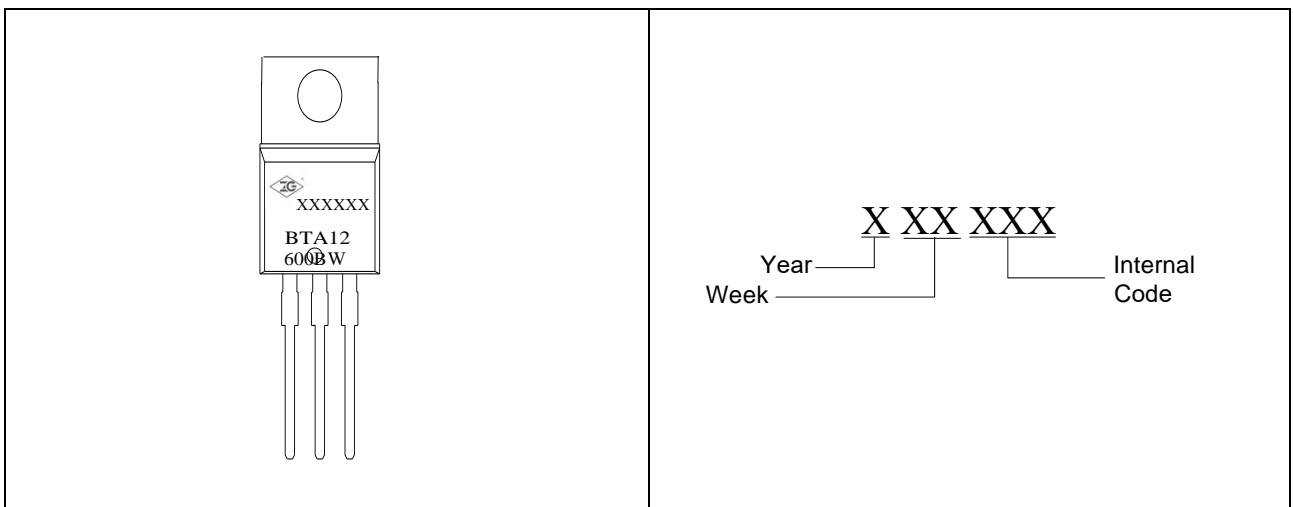 XXXXXX
BTA12
600BW
X XX XXX
Year
Week
Internal
Code